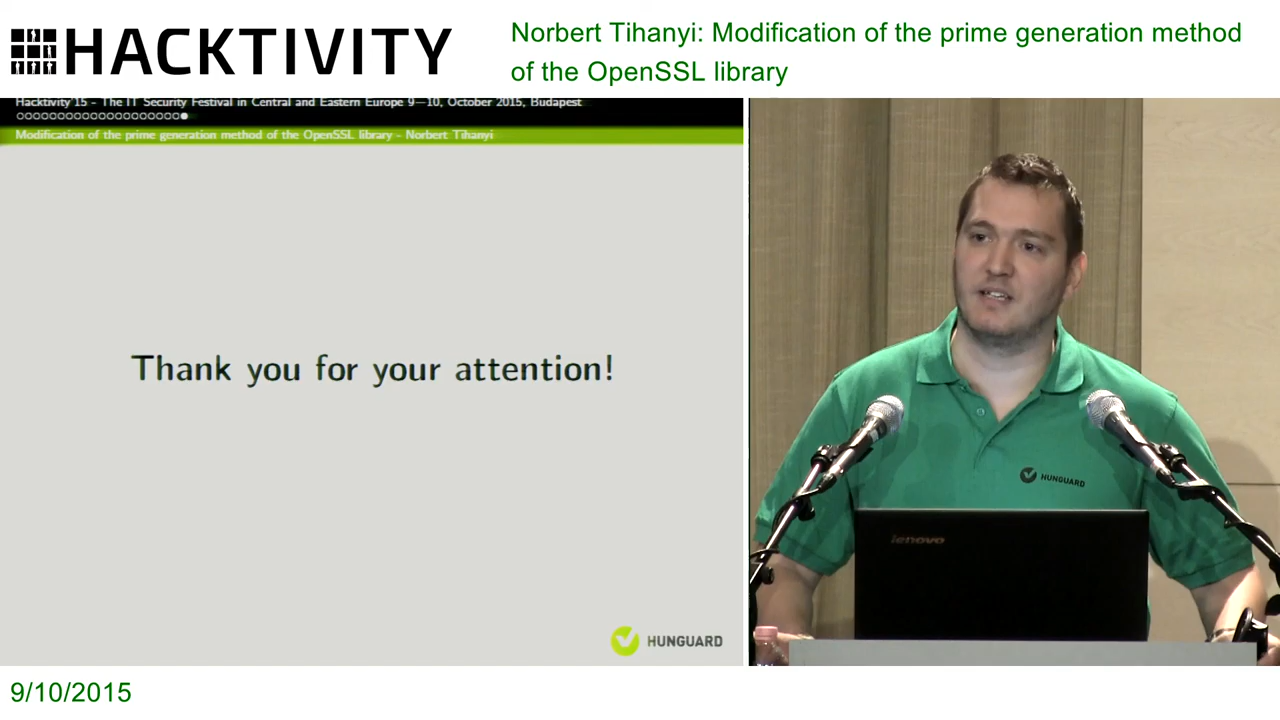 HACKTIVITY
Norbert Tihanyi: Modification of the prime generation method
of the OpenSSL library
Hacktivity'15 - The IT Security Festival in Central and Eastern Europe 9—10, October 2015, Budapest
Modification of the prime generation method of the OpenSSL library - Norbert Tihanyi
Thank you for your attention!
HUNGUARD
HUNGUARD
lenovo
9/10/2015